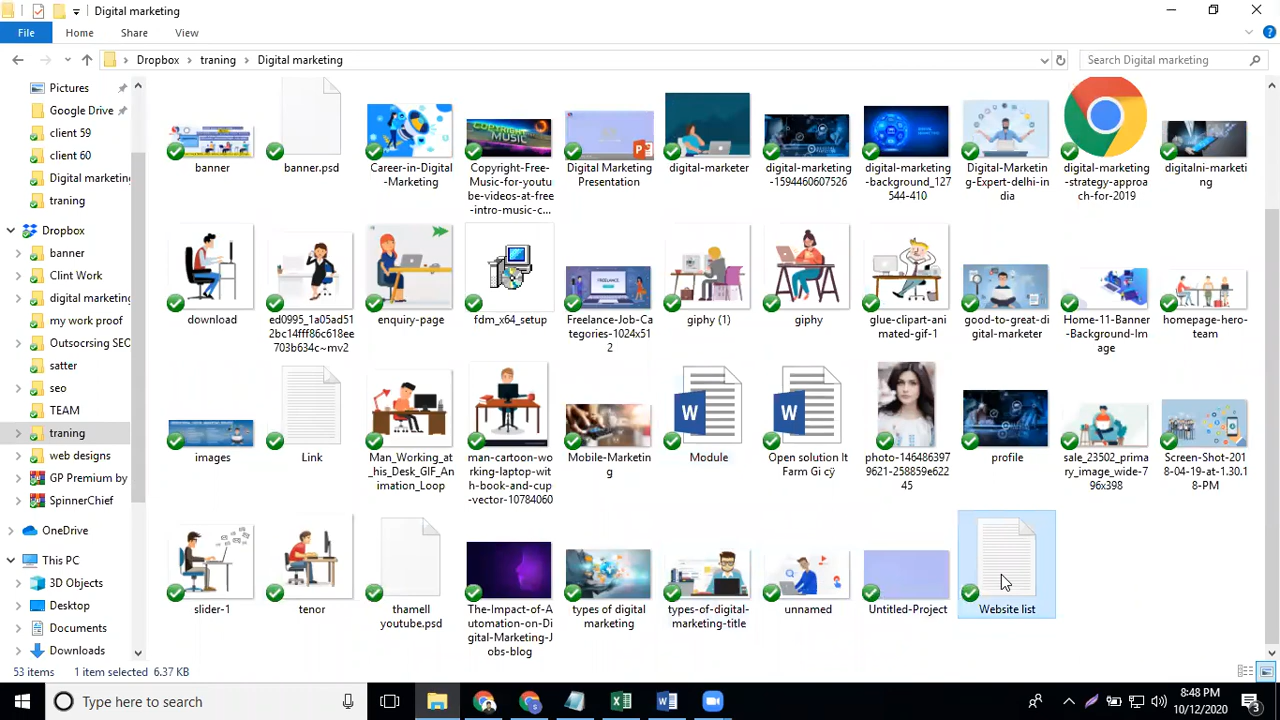 Digital marketing
File
Home
Share
View
Dropbox
traning
Digital marketing
Search Digital marketing
Pictures
Google Drive
client 59
client 60
Digital marketing
traning
Dropbox
banner
Clint Work
digital marketing
my work proof
Outsocrsing SEO
satter
seo
TEAM
traning
web designs
GP Premium by
SpinnerChief
OneDrive
This PC
3D Objects
Desktop
Documents
Downloads
banner
banner.psd
Career-in-Digital
-Marketing
Copyright-Free-
Music-for-youtu
be-videos-at-free
-intro-music-c...
Digital Marketing
Presentation
digital-marketer
digital-marketing
-1594460607526
digital-marketing
-background_127
544-410
Digital-Marketin
g-Expert-delhi-in
dia
digital-marketing
-strategy-approa
ch-for-2019
digitalni-marketi
ng
download
ed0995_1a05ad51
2bc14fff86c618ee
703b634c~mv2
enquiry-page
fdm_x64_setup
Freelance-Job-Ca
tegories-1024x51
2
giphy (1)
giphy
glue-clipart-ani
mated-gif-1
good-to-great-di
gital-marketer
Home-11-Banner
-Background-Im
age
homepage-hero-
team
images
Link
Man_Working_at
_his_Desk_GIF_An
imation_Loop
man-cartoon-wo
rking-laptop-wit
h-book-and-cup
-vector-10784060
Mobile-Marketin
g
Module
Open solution It
Farm Gi cÿ
photo-146486397
9621-258859e622
45
profile
sale_23502_prima
ry_image_wide-7
96x398
Screen-Shot-201
8-04-19-at-1.30.1
8-PM
slider-1
tenor
thamell
youtube.psd
The-Impact-of-A
utomation-on-Di
gital-Marketing-J
obs-blog
types of digital
marketing
types-of-digital-
marketing-title
unnamed
Untitled-Project
Website list
53 items
1 item selected 6.37 KB
Type here to search
8:48 PM
10/12/2020
3